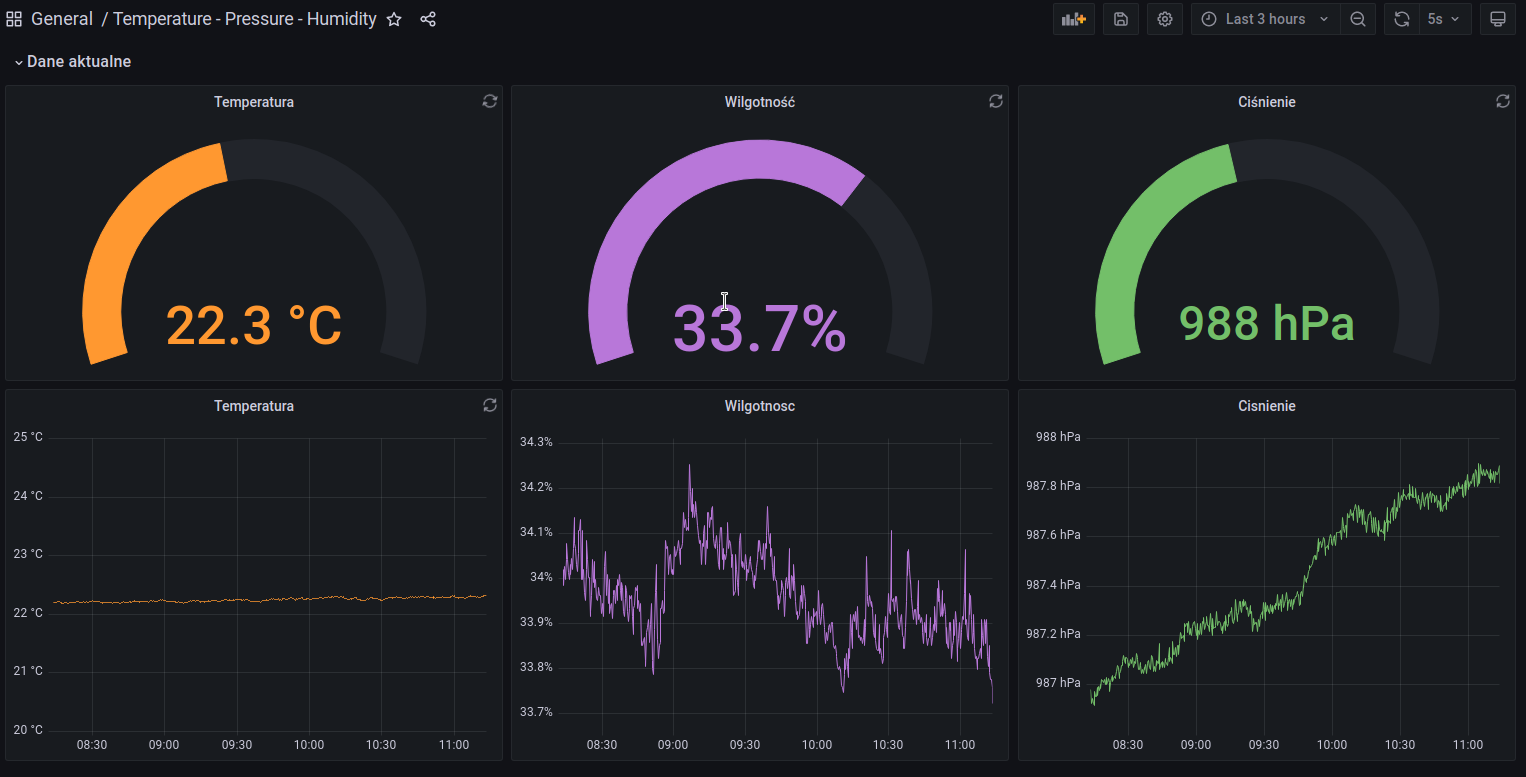 General / Temperature - Pressure - Humidity
Last 3 hours
5s
Dane aktualne
Temperatura
Wilgotność
Ciśnienie
22.3 °C
33.7%
988 hPa
Temperatura
25 °C
24 °C
23 °C
22 °C
21 °C
20 °C
08:30 09:00 09:30 10:00 10:30 11:00
Wilgotnosc
34.3%
34.2%
34.1%
34%
33.9%
33.8%
33.7%
08:30 09:00 09:30 10:00 10:30 11:00
Cisnienie
988 hPa
987.8 hPa
987.6 hPa
987.4 hPa
987.2 hPa
987 hPa
08:30 09:00 09:30 10:00 10:30 11:00